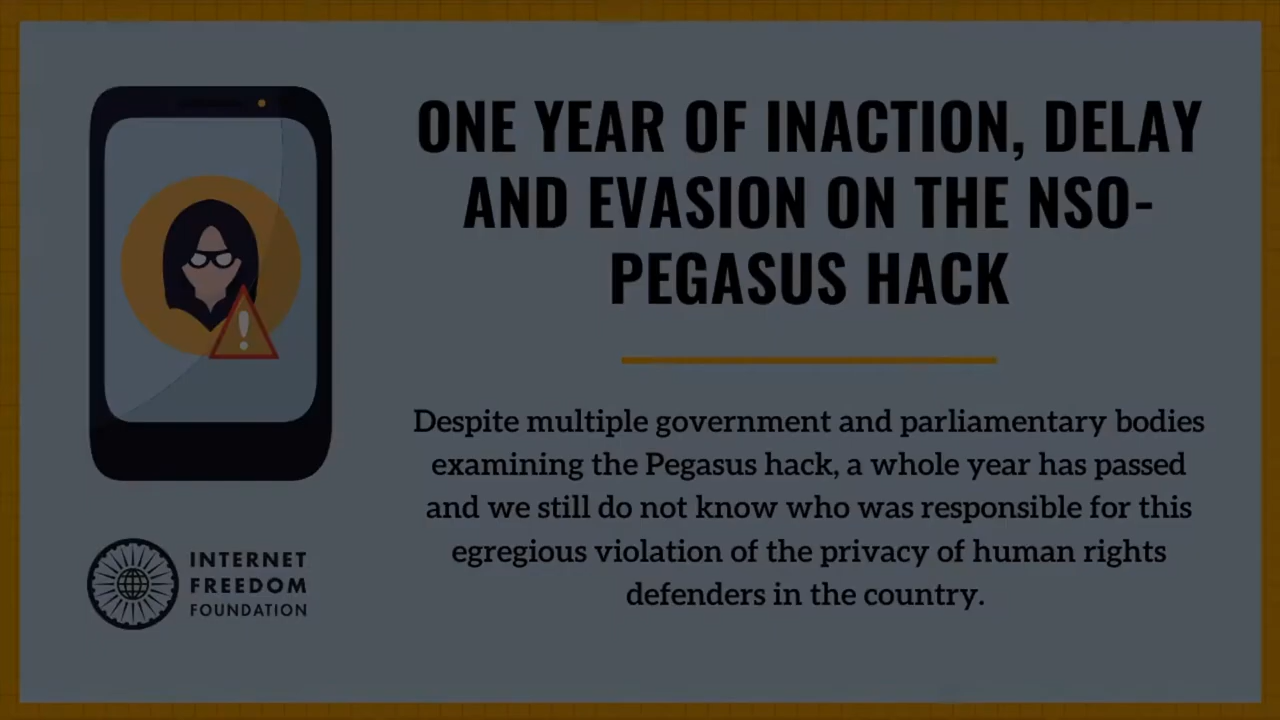 ONE YEAR OF INACTION, DELAY
AND EVASION ON THE NSO-
PEGASUS HACK
Despite multiple government and parliamentary bodies
examining the Pegasus hack, a whole year has passed
and we still do not know who was responsible for this
egregious violation of the privacy of human rights
defenders in the country.
INTERNET
FREEDOM
FOUNDATION